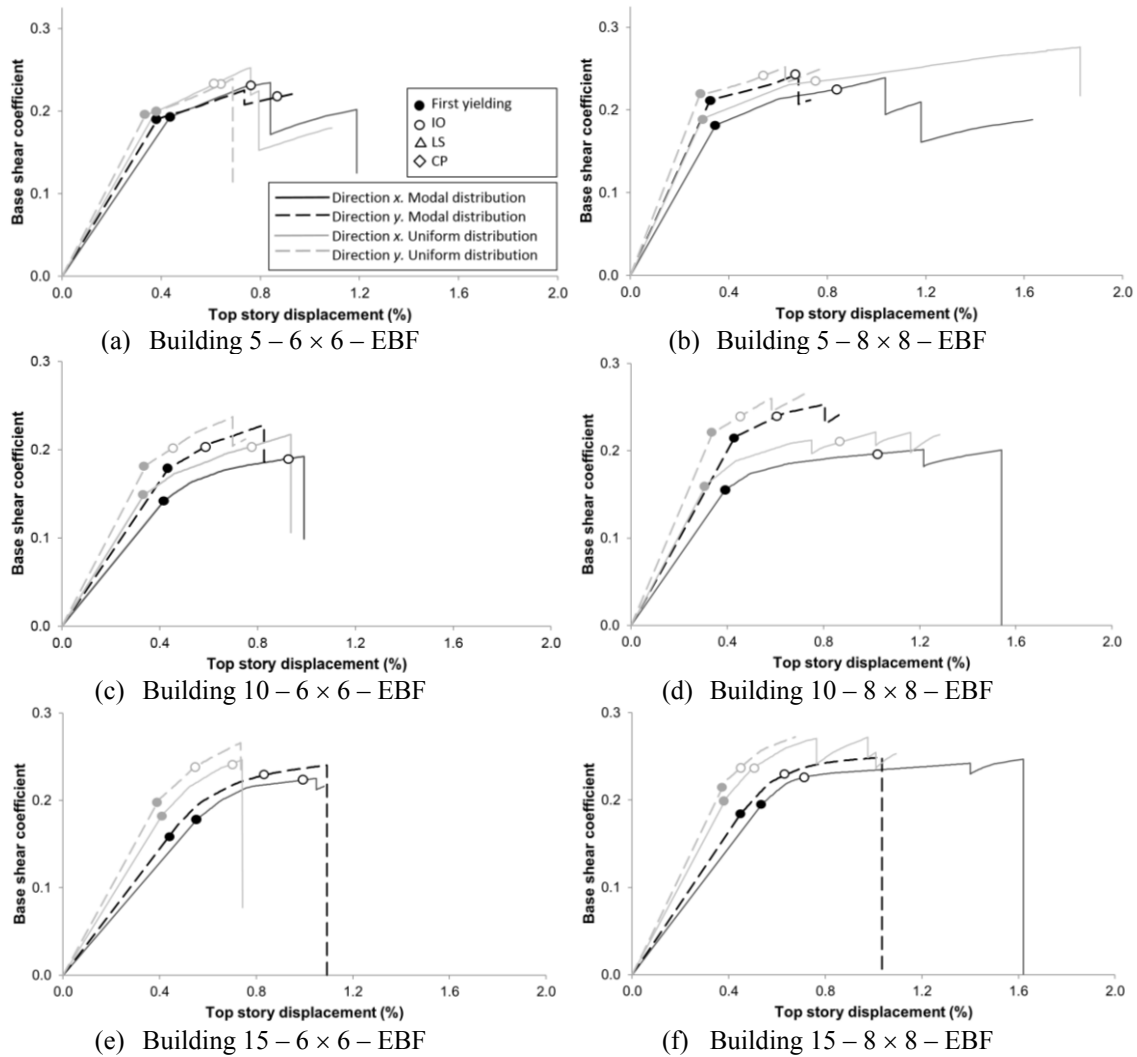 0.3
0.2
0.1
0.0
Base shear coefficient
First yielding
IO
LS
CP
Direction x. Modal distribution
Direction y. Modal distribution
Direction x. Uniform distribution
Direction y. Uniform distribution
0.0 0.4 0.8 1.2 1.6 2.0
Top story displacement (%)
(a) Building 5 – 6 × 6 – EBF
0.3
0.2
0.1
0.0
Base shear coefficient
0.0 0.4 0.8 1.2 1.6 2.0
Top story displacement (%)
(b) Building 5 – 8 × 8 – EBF
0.3
0.2
0.1
0.0
Base shear coefficient
0.0 0.4 0.8 1.2 1.6 2.0
Top story displacement (%)
(c) Building 10 – 6 × 6 – EBF
0.3
0.2
0.1
0.0
Base shear coefficient
0.0 0.4 0.8 1.2 1.6 2.0
Top story displacement (%)
(d) Building 10 – 8 × 8 – EBF
0.3
0.2
0.1
0.0
Base shear coefficient
0.0 0.4 0.8 1.2 1.6 2.0
Top story displacement (%)
(e) Building 15 – 6 × 6 – EBF
0.3
0.2
0.1
0.0
Base shear coefficient
0.0 0.4 0.8 1.2 1.6 2.0
Top story displacement (%)
(f) Building 15 – 8 × 8 – EBF